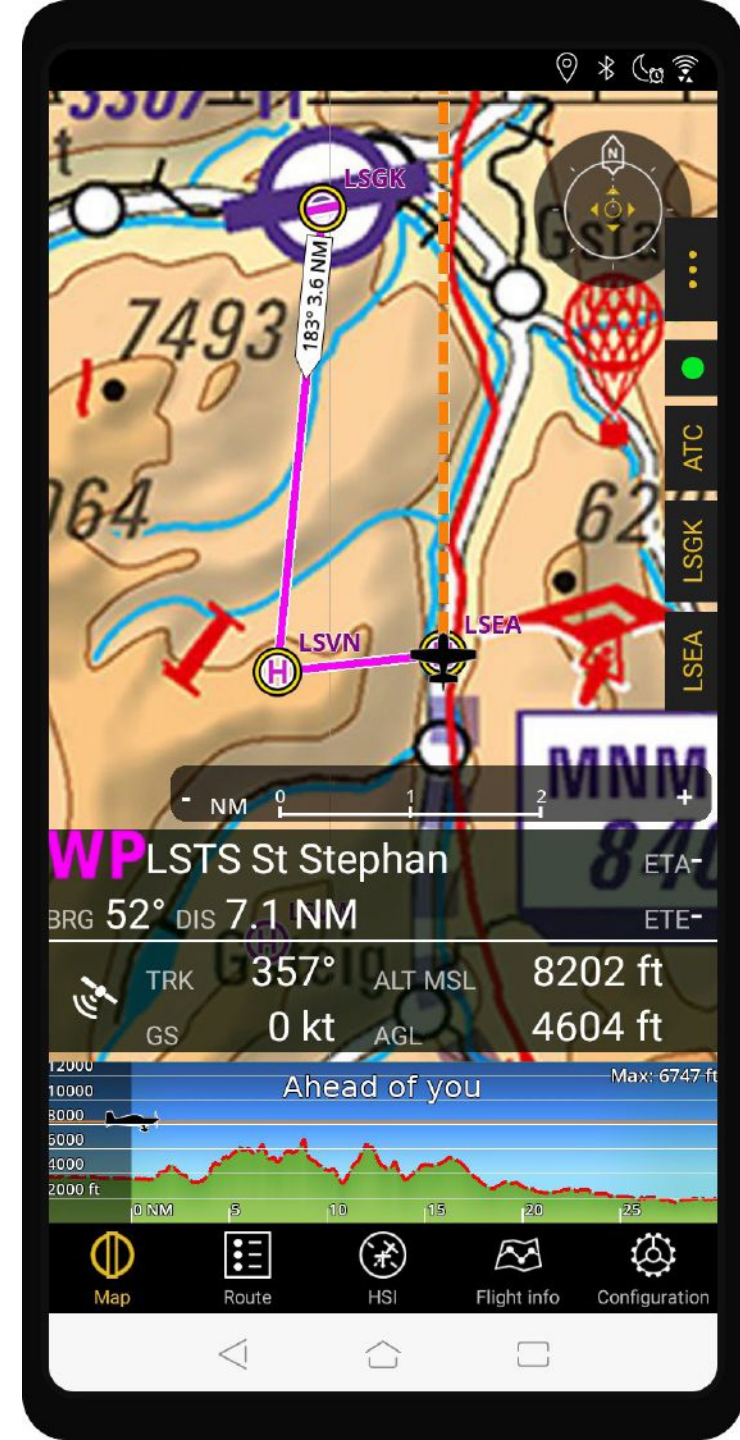 3307
t
LSGK
N
Gsta
183° 3.6 NM
7493
ATC
064
62
LSGK
LSEA
LSVN
LSEA
H
MNM
- NM 0 1 2 +
840
WP LSTS St Stephan ETA-
BRG 52° DIS 7.1 NM ETE-
H
Gsteig
TRK 357° ALT MSL 8202 ft
GS 0 kt AGL 4604 ft
12000
Ahead of you
Max: 6747 ft
10000
8000
6000
4000
2000 ft
0 NM 5 10 15 20 25
Map Route HSI Flight info Configuration